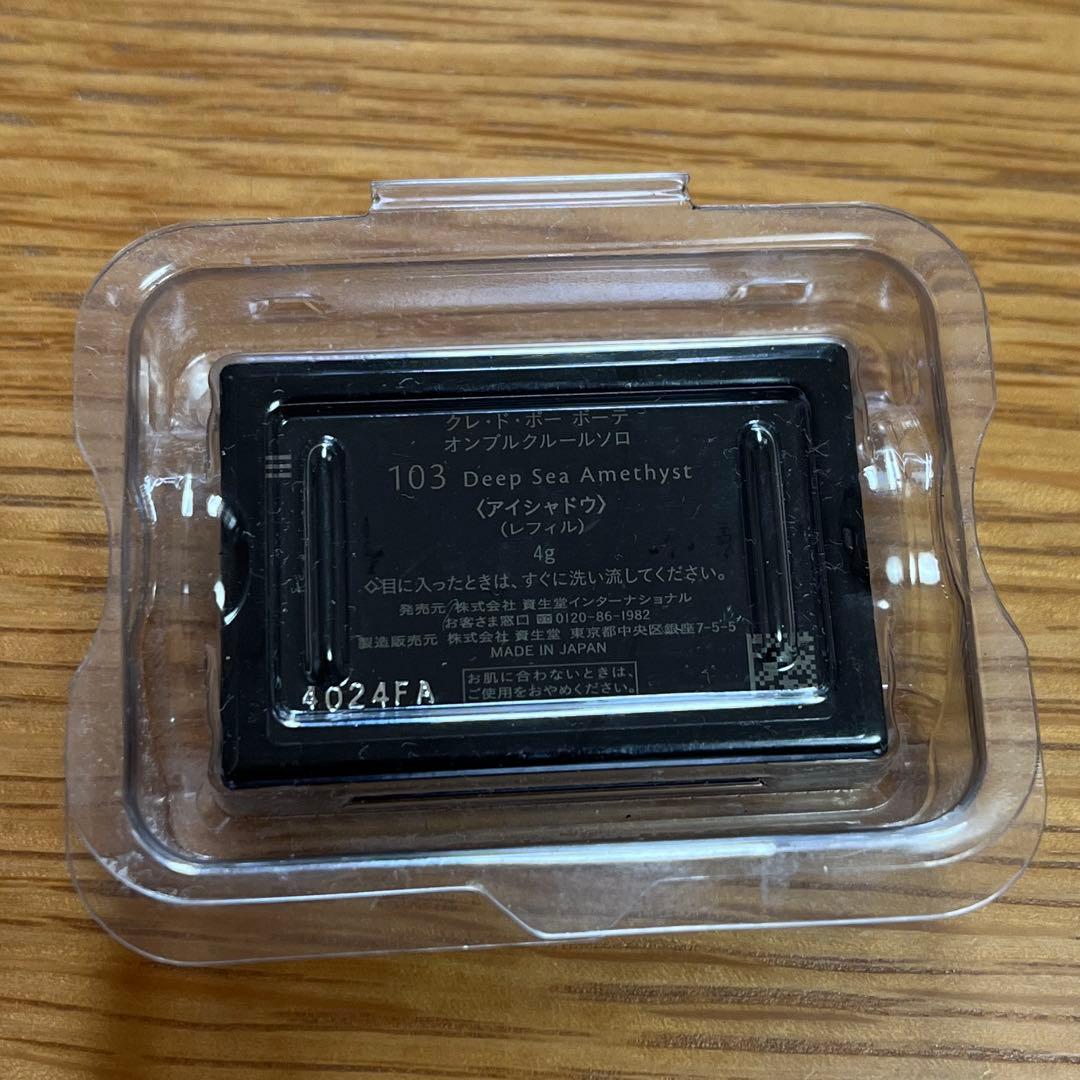 クレ・ド・ポー ボーテ
オンブルクルールソロ
103 Deep Sea Amethyst
〈アイシャドウ〉
(レフィル)
4g
◇目に入ったときは、すぐに洗い流してください。
発売元 株式会社 資生堂インターナショナル
お客さま窓口 0120-86-1982
製造販売元 株式会社 資生堂 東京都中央区銀座7-5-5
MADE IN JAPAN
お肌に合わないときは、
ご使用をおやめください。
4024FA